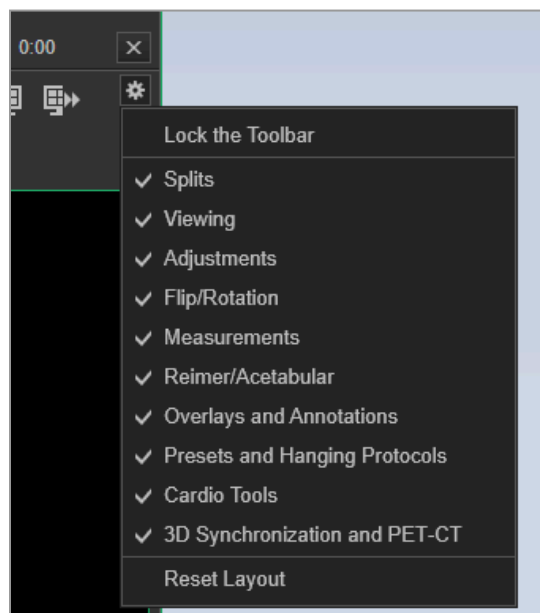 0:00
Lock the Toolbar
Splits
Viewing
Adjustments
Flip/Rotation
Measurements
Reimer/Acetabular
Overlays and Annotations
Presets and Hanging Protocols
Cardio Tools
3D Synchronization and PET-CT
Reset Layout